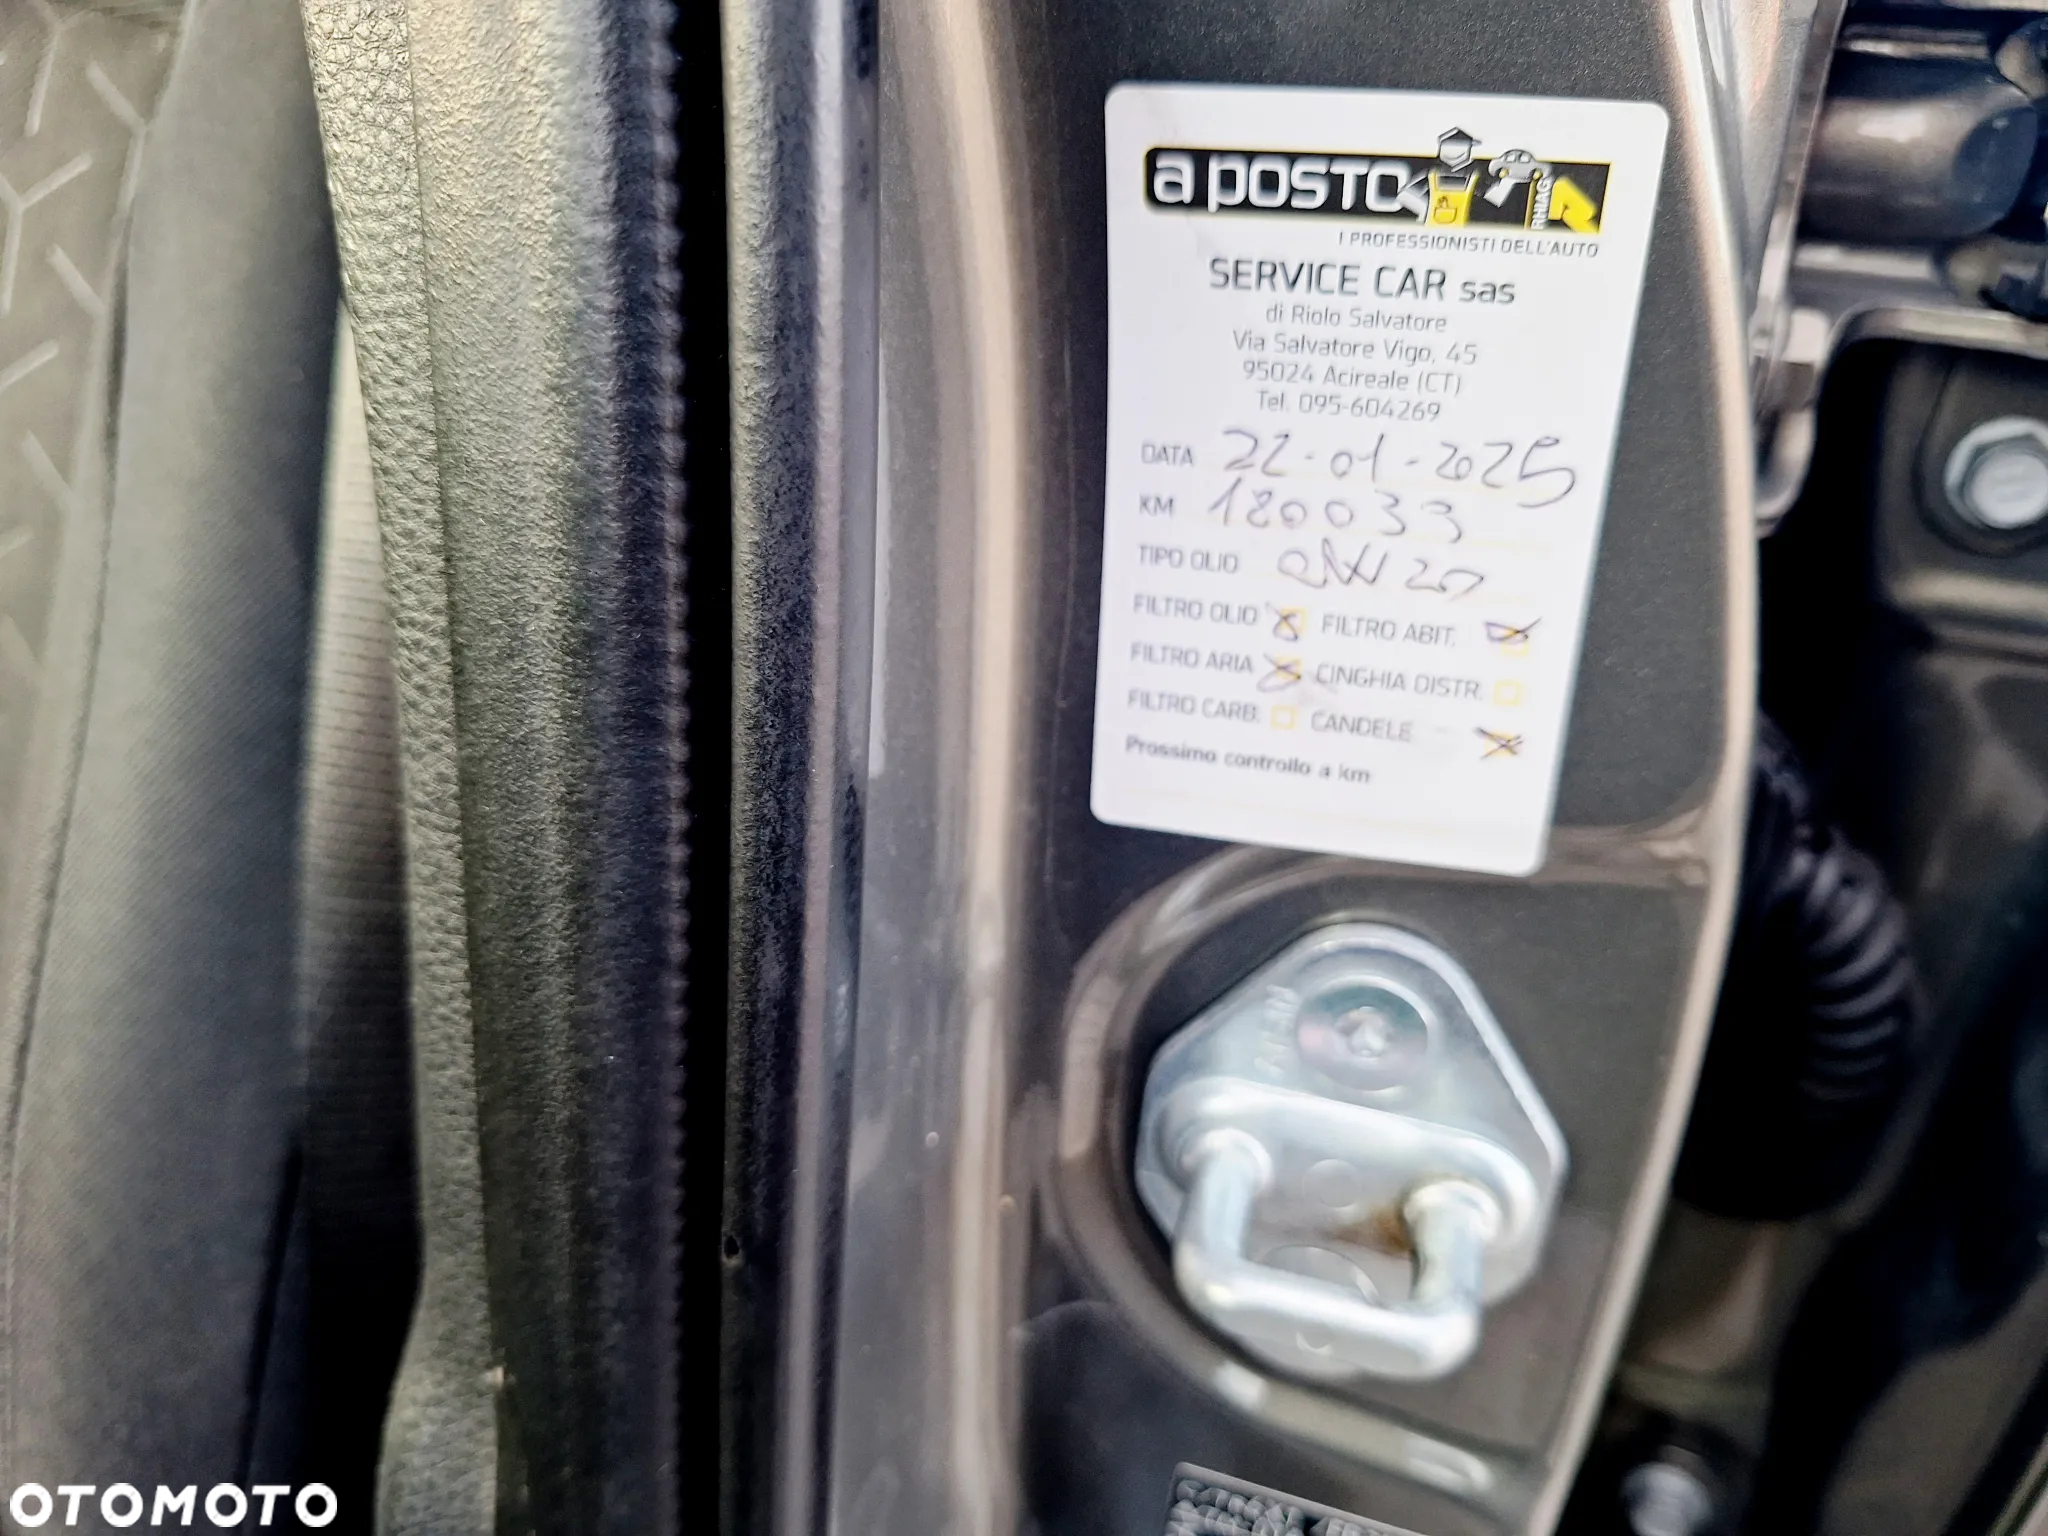 a POSTO
RHIAG
I PROFESSIONISTI DELL'AUTO
SERVICE CAR sas
di Riolo Salvatore
Via Salvatore Vigo, 45
95024 Acireale (CT)
Tel. 095-604269
DATA 22-01-2025
KM 180033
TIPO OLIO 0W20
FILTRO OLIO FILTRO ABIT.
FILTRO ARIA CINGHIA DISTR.
FILTRO CARB. CANDELE
Prossimo controllo a km
OTOMOTO